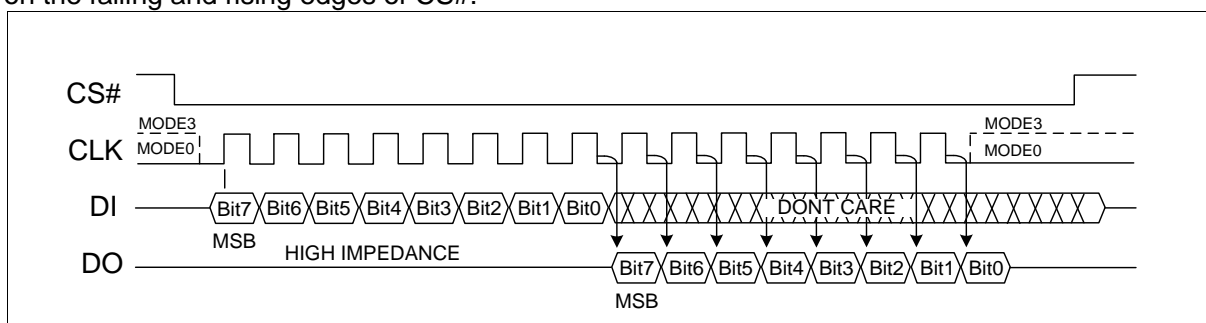 on the falling and rising edges of CS#.
CS#
MODE3
MODE3
CLK
MODE0
MODE0
DI
Bit7 Bit6 Bit5 Bit4 Bit3 Bit2 Bit1 Bit0 DONT CARE
MSB
HIGH IMPEDANCE
DO
Bit7 Bit6 Bit5 Bit4 Bit3 Bit2 Bit1 Bit0
MSB